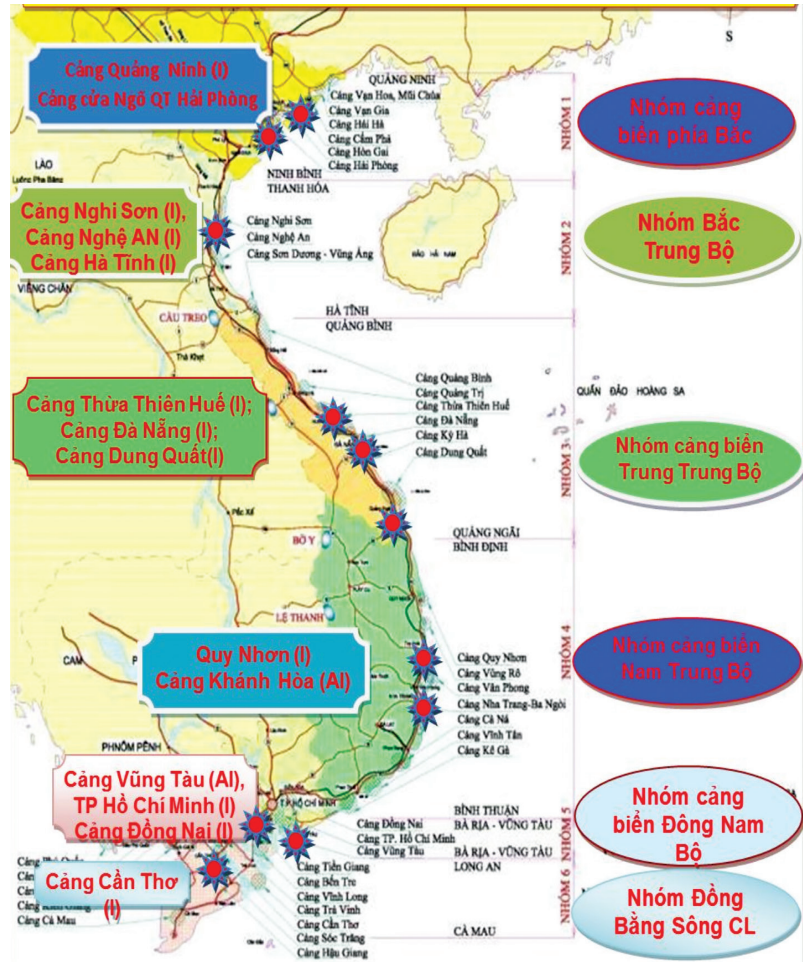 S
Cảng Quảng Ninh (I)
Cảng cửa Ngõ QT Hải Phòng
QUẢNG NINH
Cảng Vạn Hoa, Mũi Chùa
Cảng Vạn Gia
Cảng Hải Hà
Cảng Cẩm Phả
Cảng Hòn Gai
Cảng Hải Phòng
NHÓM 1
Nhóm cảng
biển phía Bắc
LÀO
NINH BÌNH
THANH HÓA
Cảng Nghi Sơn (I),
Cảng Nghệ AN (I)
Cảng Hà Tĩnh (I)
Cảng Nghi Sơn
Cảng Nghệ An
Cảng Sơn Dương - Vũng Áng
ĐẢO HẢI NAM
NHÓM 2
Nhóm Bắc
Trung Bộ
VIÊNG CHĂN
CẦU TREO
HÀ TĨNH
QUẢNG BÌNH
Thà Khẹt
Cảng Quảng Bình
Cảng Quảng Trị
Cảng Thừa Thiên Huế
Cảng Đà Nẵng
Cảng Kỳ Hà
Cảng Dung Quất
QUẦN ĐẢO HOÀNG SA
Cảng Thừa Thiên Huế (I);
Cảng Đà Nẵng (I);
Cảng Dung Quất(I)
NHÓM 3
Nhóm cảng biển
Trung Trung Bộ
Pắc Xế
BỜ Y
QUẢNG NGÃI
BÌNH ĐỊNH
LỆ THANH
Quy Nhơn (I)
Cảng Khánh Hòa (AI)
Cảng Quy Nhơn
Cảng Vũng Rô
Cảng Vân Phong
Cảng Nha Trang-Ba Ngòi
Cảng Cà Ná
Cảng Vĩnh Tân
Cảng Kê Gà
NHÓM 4
Nhóm cảng biển
Nam Trung Bộ
CAM
PHNÔM PÊNH
Cảng Vũng Tàu (AI),
TP Hồ Chí Minh (I)
Cảng Đồng Nai (I)
T.P HỒ CHÍ MINH
Cảng Đồng Nai
Cảng TP. Hồ Chí Minh
Cảng Vũng Tàu
BÌNH THUẬN
BÀ RỊA - VŨNG TÀU
BÀ RỊA - VŨNG TÀU
LONG AN
NHÓM 5
Nhóm cảng
biển Đông Nam
Bộ
Cảng Cần Thơ
(I)
Cảng Cà Mau
Cảng Tiền Giang
Cảng Bến Tre
Cảng Vĩnh Long
Cảng Trà Vinh
Cảng Cần Thơ
Cảng Sóc Trăng
Cảng Hậu Giang
CÀ MAU
NHÓM 6
Nhóm Đồng
Bằng Sông CL